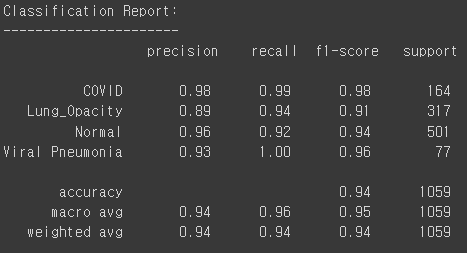 Classification Report:
----------------------
precision recall f1-score support
COVID 0.98 0.99 0.98 164
Lung_Opacity 0.89 0.94 0.91 317
Normal 0.96 0.92 0.94 501
Viral Pneumonia 0.93 1.00 0.96 77
accuracy 0.94 1059
macro avg 0.94 0.96 0.95 1059
weighted avg 0.94 0.94 0.94 1059